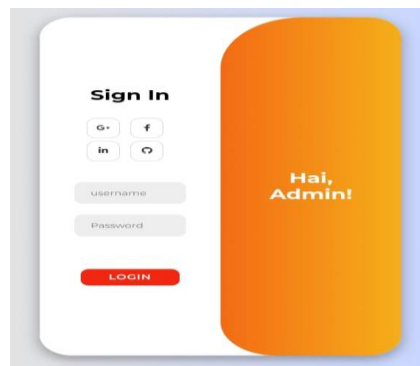 Sign In
G+ f
in
username
Password
LOGIN
Hai,
Admin!